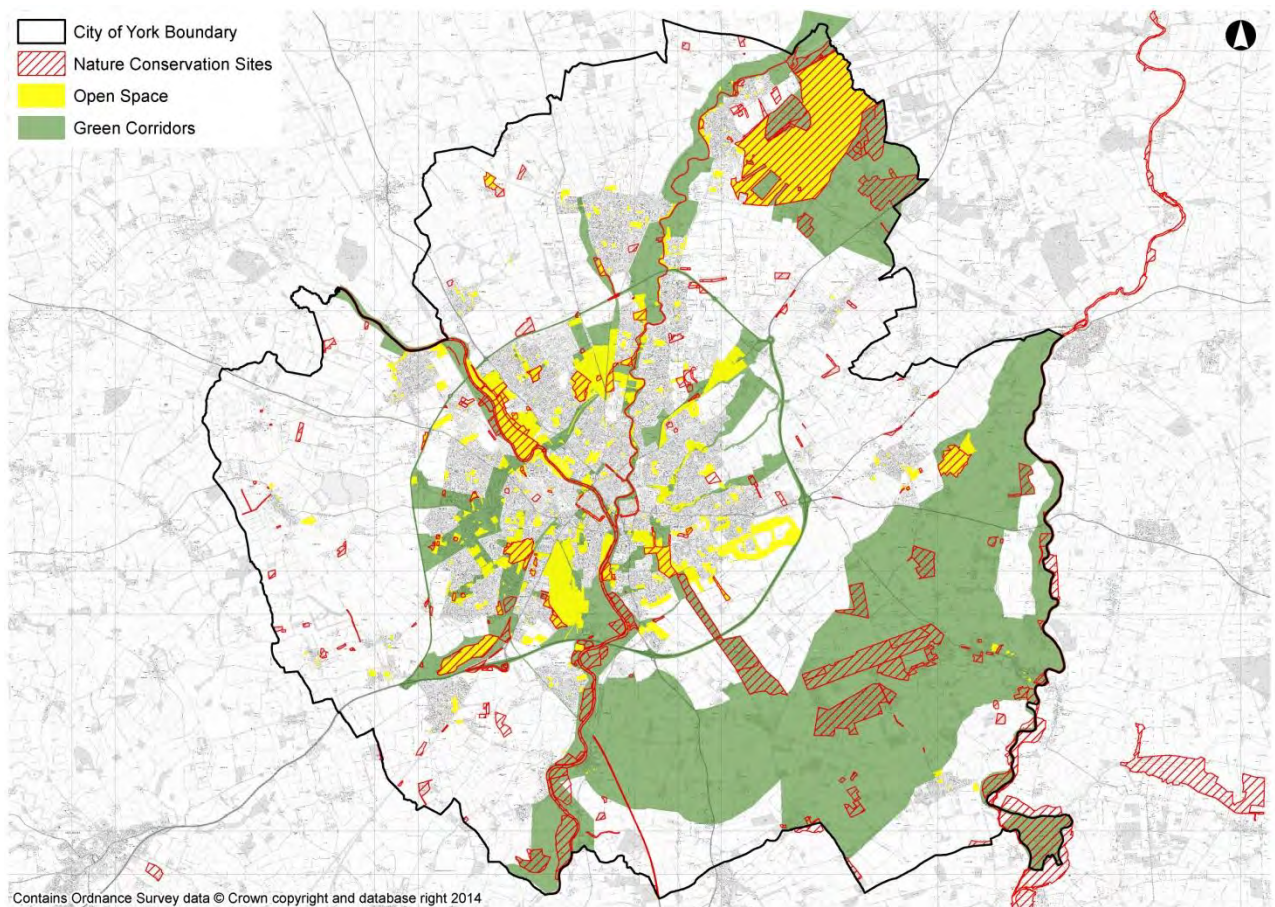 City of York Boundary
Nature Conservation Sites
Open Space
Green Corridors
Contains Ordnance Survey data © Crown copyright and database right 2014